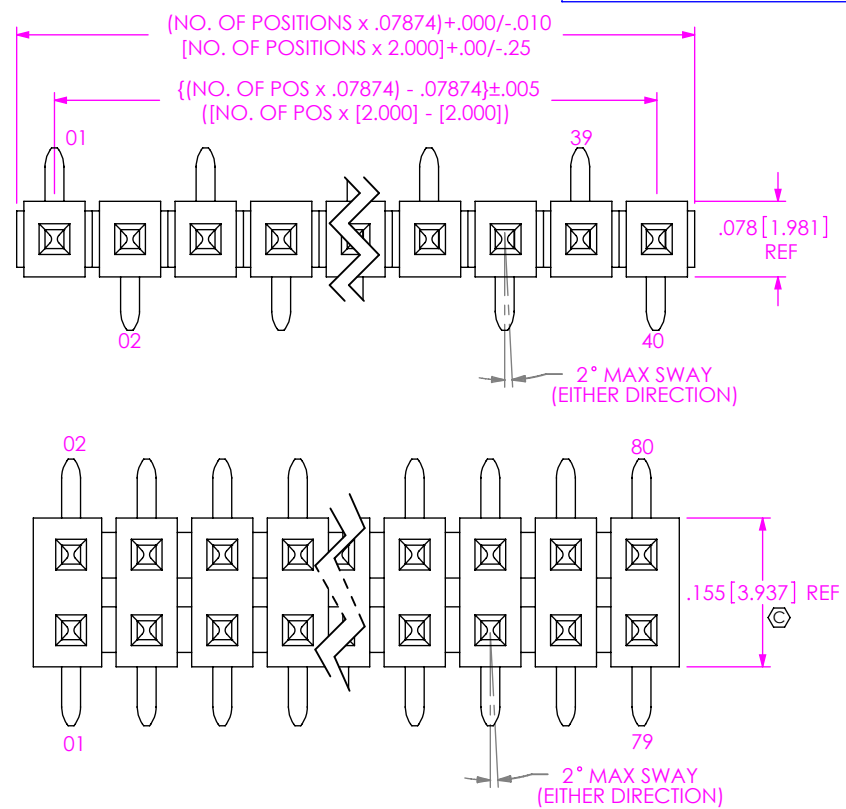 (NO. OF POSITIONS x .07874)+.000/-.010
[NO. OF POSITIONS x 2.000]+.00/-.25
{(NO. OF POS x .07874) - .07874}±.005
([NO. OF POS x [2.000] - [2.000])
01
39
.078[1.981]
REF
02
40
2° MAX SWAY
(EITHER DIRECTION)
02
80
.155[3.937] REF
C
01
79
2° MAX SWAY
(EITHER DIRECTION)